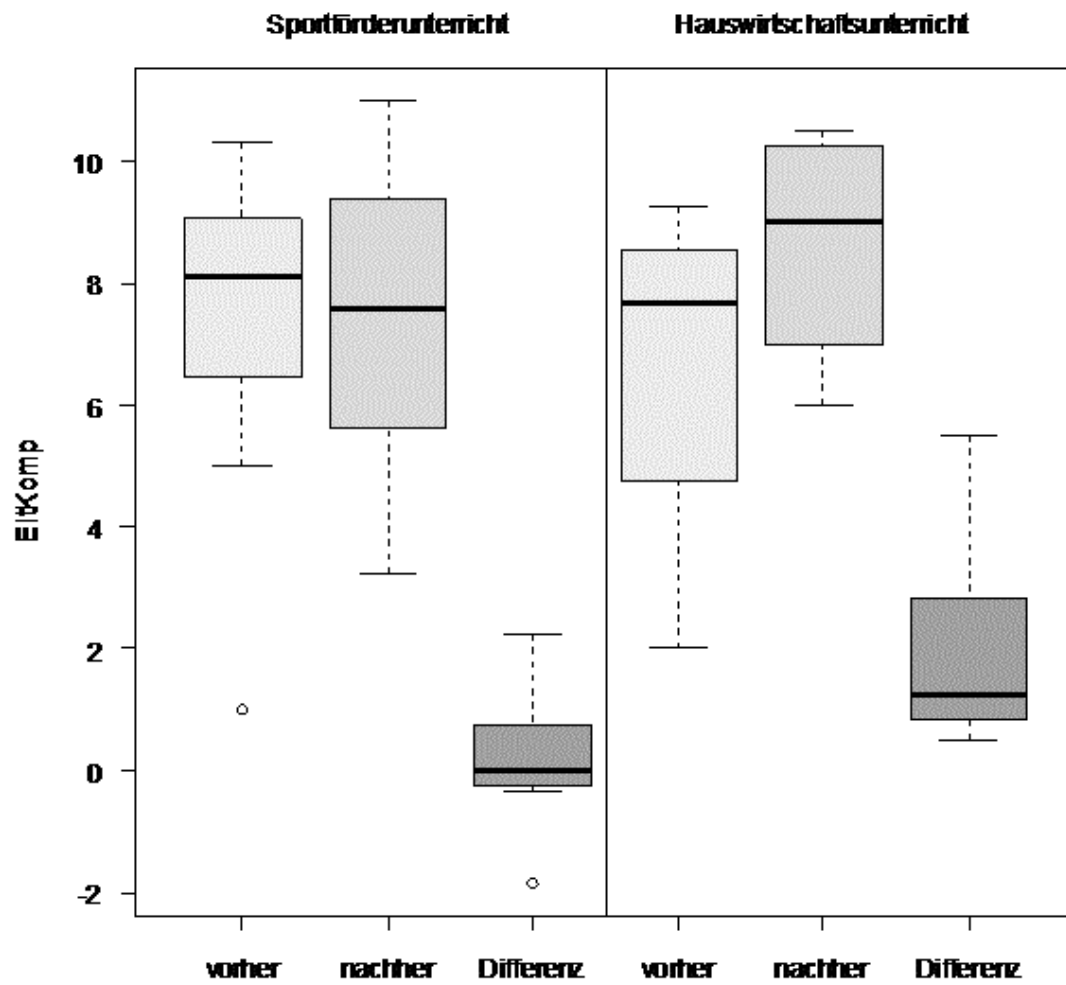 Sportförderunterricht Hauswirtschaftsunterricht
EltKomp
10
8
6
4
2
0
-2
vorher nachher Differenz vorher nachher Differenz